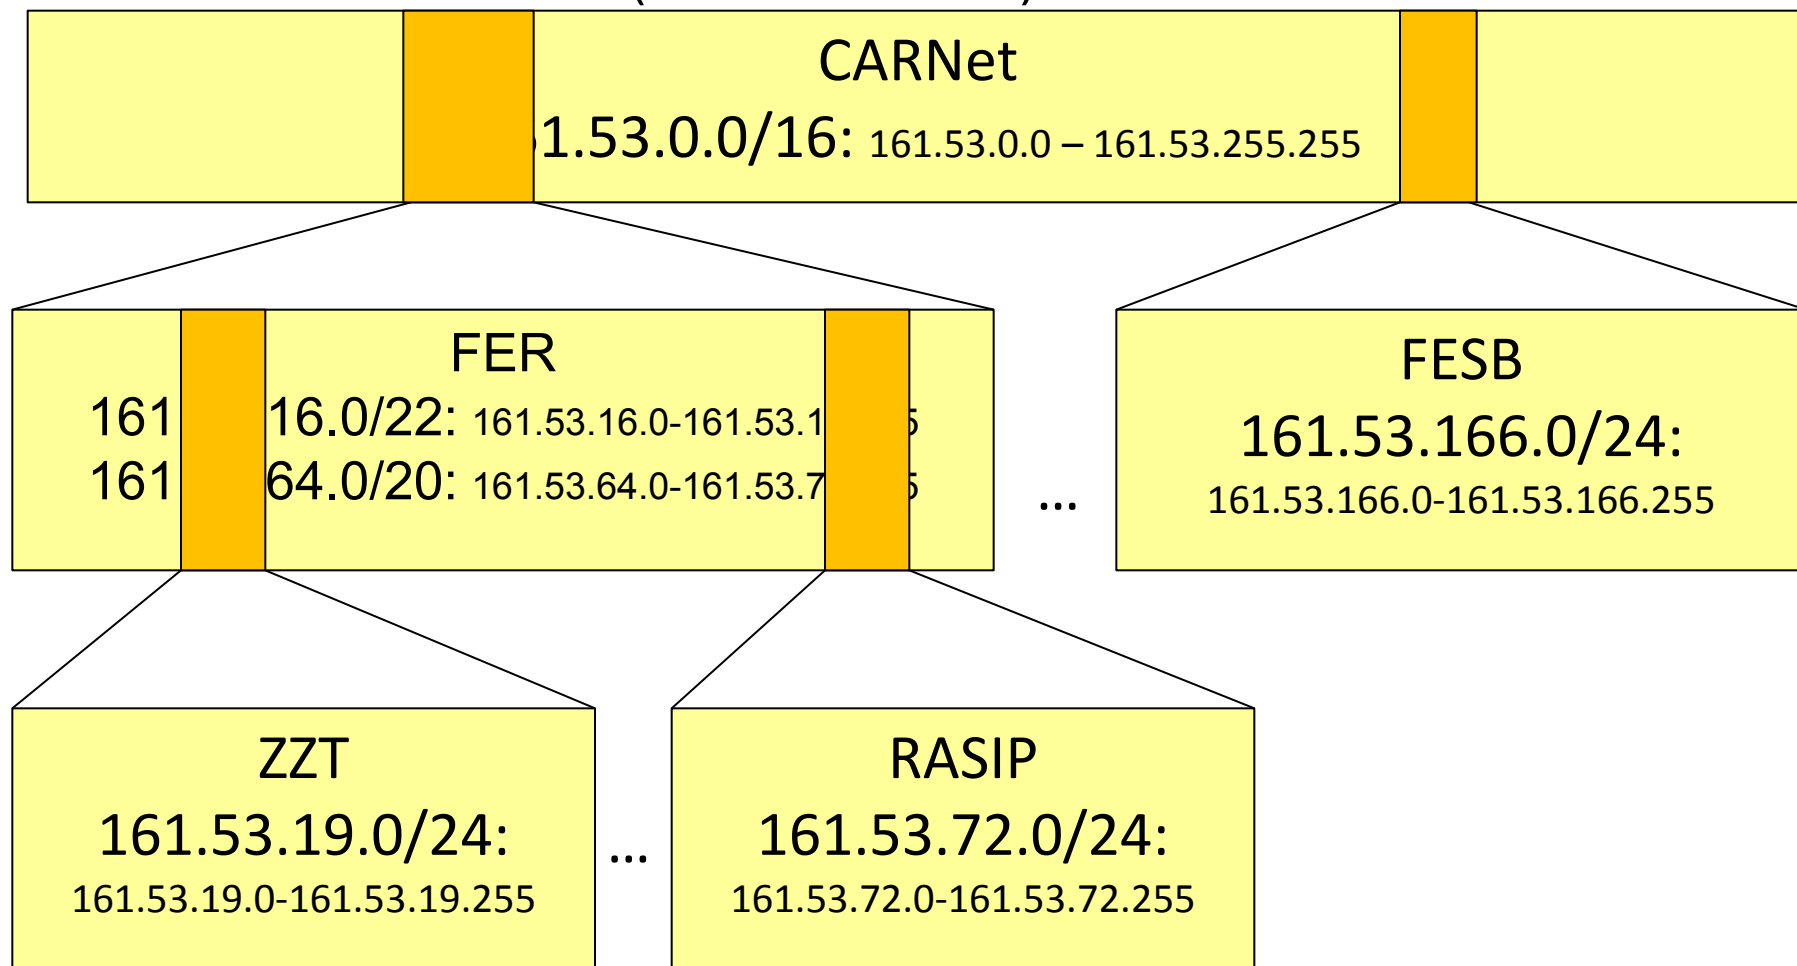 CARNet
1.53.0.0/16: 161.53.0.0 – 161.53.255.255
FER
161 16.0/22: 161.53.16.0-161.53.1 5
161 64.0/20: 161.53.64.0-161.53.7 5
FESB
161.53.166.0/24:
161.53.166.0-161.53.166.255
...
ZZT
161.53.19.0/24:
161.53.19.0-161.53.19.255
...
RASIP
161.53.72.0/24:
161.53.72.0-161.53.72.255